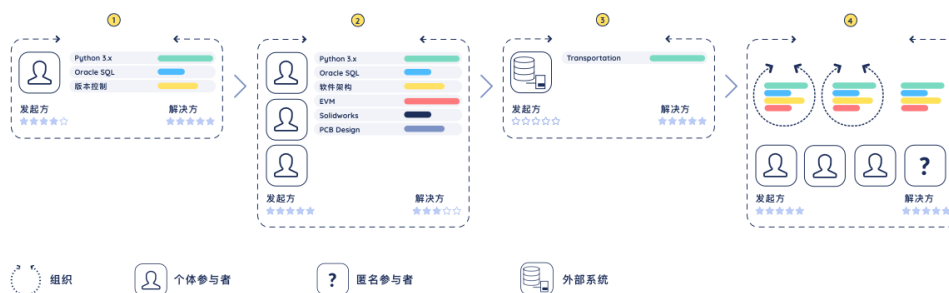 1
2
3
4
Python 3.x
Oracle SQL
版本控制
发起方
解决方
Python 3.x
Oracle SQL
软件架构
EVM
Solidworks
PCB Design
发起方
解决方
Transportation
发起方
解决方
?
发起方
解决方
组织
个体参与者
?
匿名参与者
外部系统